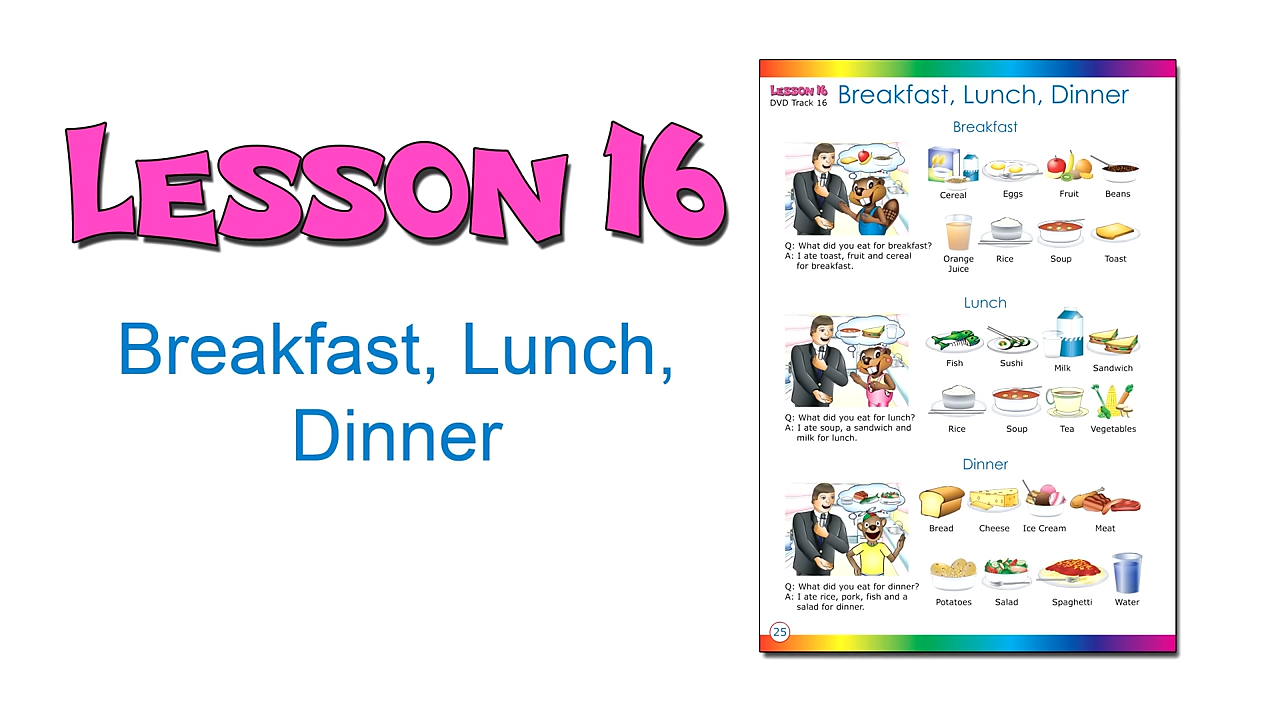 LESSON 16
Breakfast, Lunch,
Dinner
LESSON 16
DVD Track 16
Breakfast, Lunch, Dinner
Breakfast
Cereal Eggs Fruit Beans
Orange Juice Rice Soup Toast
Q: What did you eat for breakfast?
A: I ate toast, fruit and cereal
for breakfast.
Lunch
Fish Sushi Milk Sandwich
Rice Soup Tea Vegetables
Q: What did you eat for lunch?
A: I ate soup, a sandwich and
milk for lunch.
Dinner
Bread Cheese Ice Cream Meat
Potatoes Salad Spaghetti Water
Q: What did you eat for dinner?
A: I ate rice, pork, fish and a
salad for dinner.
25